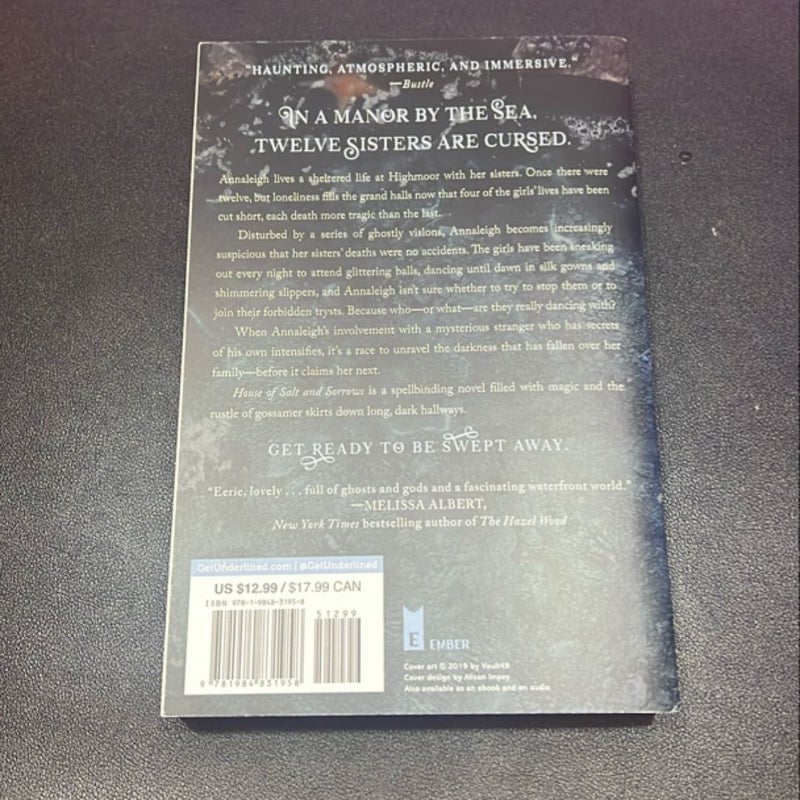 "HAUNTING, ATMOSPHERIC, AND IMMERSIVE."
—Bustle
IN A MANOR BY THE SEA,
TWELVE SISTERS ARE CURSED.
Annaleigh lives a sheltered life at Highmoor with her sisters. Once there were
twelve, but loneliness fills the grand halls now that four of the girls' lives have been
cut short, each death more tragic than the last.
Disturbed by a series of ghostly visions, Annaleigh becomes increasingly
suspicious that her sisters' deaths were no accidents. The girls have been sneaking
out every night to attend glittering balls, dancing until dawn in silk gowns and
shimmering slippers, and Annaleigh isn't sure whether to try to stop them or to
join their forbidden trysts. Because who—or what—are they really dancing with?
When Annaleigh's involvement with a mysterious stranger who has secrets
of his own intensifies, it's a race to unravel the darkness that has fallen over her
family—before it claims her next.
House of Salt and Sorrows is a spellbinding novel filled with magic and the
rustle of gossamer skirts down long, dark hallways.
GET READY TO BE SWEPT AWAY.
"Eerie, lovely . . . full of ghosts and gods and a fascinating waterfront world."
—MELISSA ALBERT,
New York Times bestselling author of The Hazel Wood
GetUnderlined.com | @GetUnderlined
US $12.99 / $17.99 CAN
ISBN 978-1-9848-3195-8
51299
9 781984 831958
E EMBER
Cover art © 2019 by Vault49
Cover design by Alison Impey
Also available as an ebook and on audio